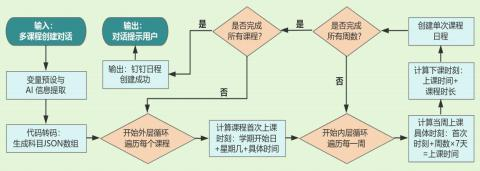 输入:
多课程创建对话
变量预设与
AI 信息提取
代码转码:
生成科目JSON数组
开始外层循环
遍历每个课程
计算课程首次上课
时刻:学期开始日
+星期几+具体时间
开始内层循环
遍历每一周
计算当周上课
具体时刻:首次
时刻+周数×7天
=上课时间
计算下课时刻:
上课时间+
课程时长
创建单次课程
日程
是否完成
所有周数?
否
是
是否完成
所有课程?
否
是
输出:钉钉日程
创建成功
输出:
对话提示用户